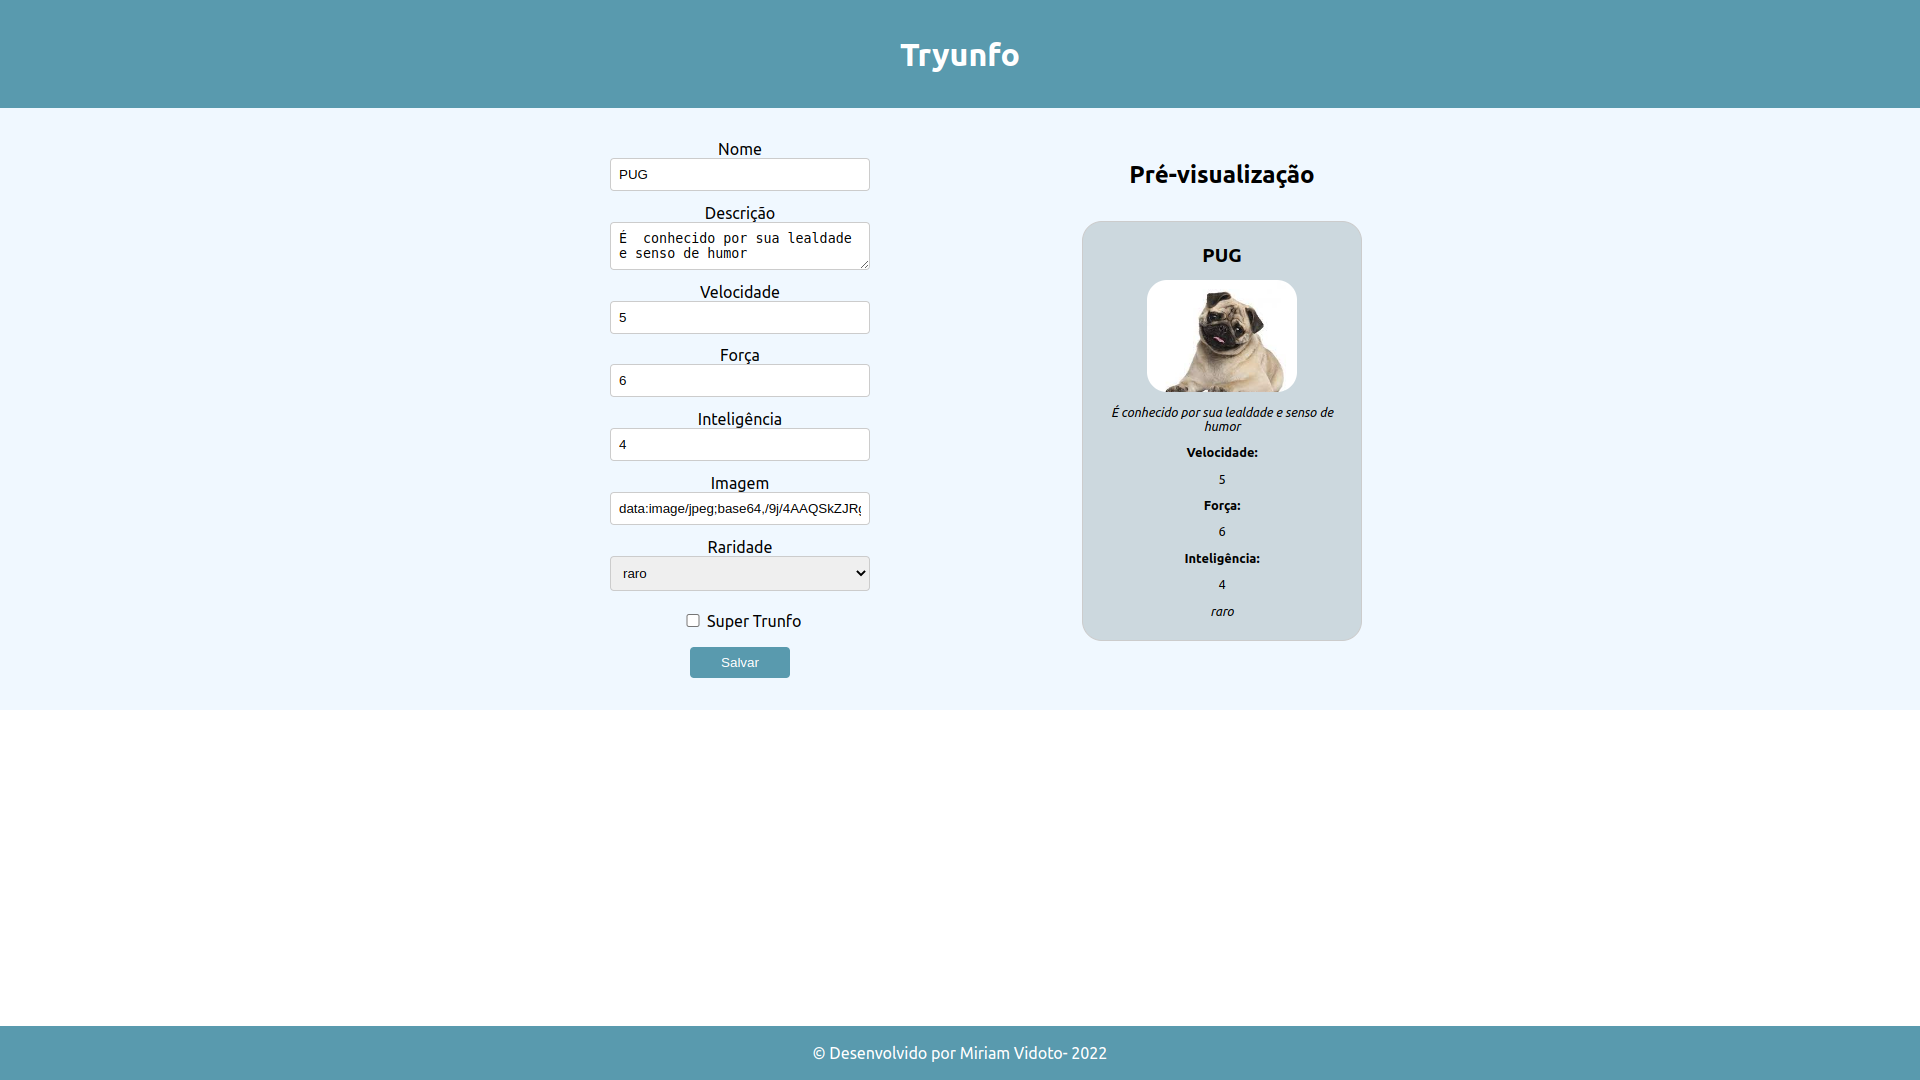 Tryunfo
Nome
PUG
Descrição
É  conhecido por sua lealdade
e senso de humor
Velocidade
5
Força
6
Inteligência
4
Imagem
data:image/jpeg;base64,/9j/4AAQSkZJRg
Raridade
raro
Super Trunfo
Salvar
Pré-visualização
PUG
É conhecido por sua lealdade e senso de
humor
Velocidade:
5
Força:
6
Inteligência:
4
raro
© Desenvolvido por Miriam Vidoto- 2022